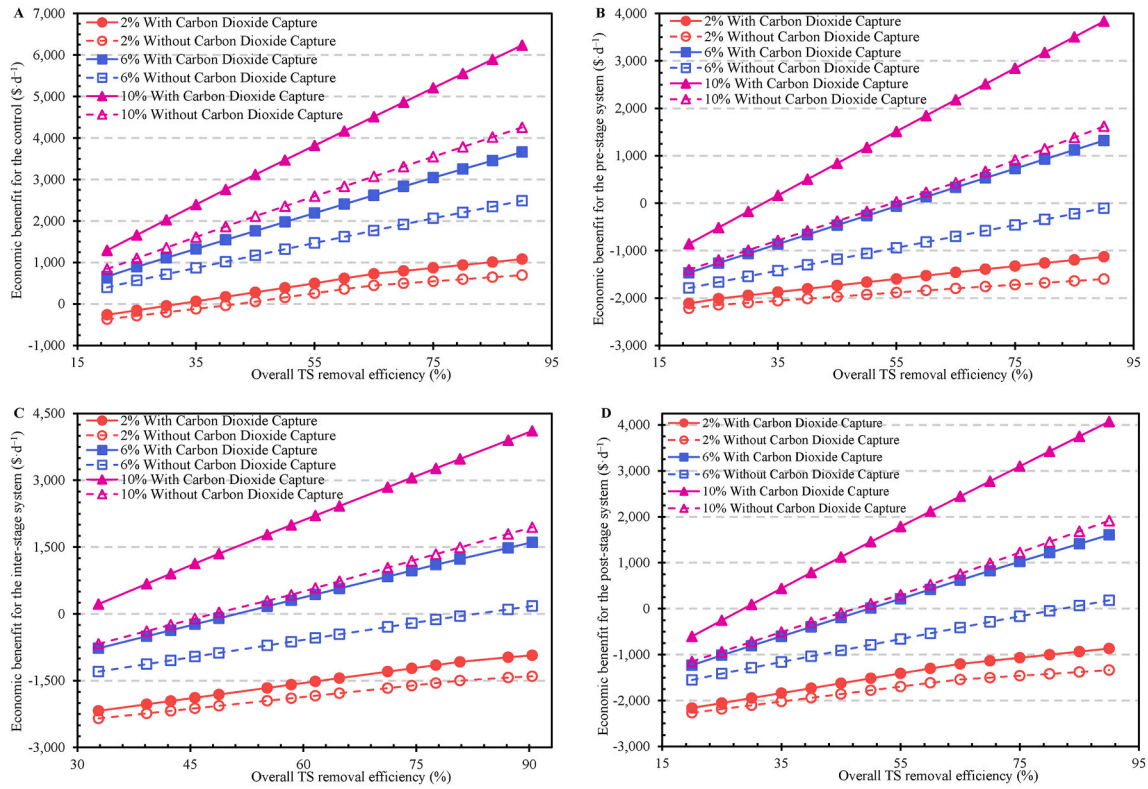 A
Economic benenfit for the control ($·d⁻¹)
7,000
6,000
5,000
4,000
3,000
2,000
1,000
0
-1,000
2% With Carbon Dioxide Capture
2% Without Carbon Dioxide Capture
6% With Carbon Dioxide Capture
6% Without Carbon Dioxide Capture
10% With Carbon Dioxide Capture
10% Without Carbon Dioxide Capture
15 35 55 75 95
Overall TS removal efficiency (%)
B
Economic benenfit for the pre-stage system ($·d⁻¹)
4,000
3,000
2,000
1,000
0
-1,000
-2,000
-3,000
2% With Carbon Dioxide Capture
2% Without Carbon Dioxide Capture
6% With Carbon Dioxide Capture
6% Without Carbon Dioxide Capture
10% With Carbon Dioxide Capture
10% Without Carbon Dioxide Capture
15 35 55 75 95
Overall TS removal efficiency (%)
C
Economic benefit for the inter-stage system ($·d⁻¹)
4,500
3,000
1,500
0
-1,500
-3,000
2% With Carbon Dioxide Capture
2% Without Carbon Dioxide Capture
6% With Carbon Dioxide Capture
6% Without Carbon Dioxide Capture
10% With Carbon Dioxide Capture
10% Without Carbon Dioxide Capture
30 45 60 75 90
Overall TS removal efficiency (%)
D
Economic benefit for the post-stage system ($·d⁻¹)
4,000
3,000
2,000
1,000
0
-1,000
-2,000
-3,000
2% With Carbon Dioxide Capture
2% Without Carbon Dioxide Capture
6% With Carbon Dioxide Capture
6% Without Carbon Dioxide Capture
10% With Carbon Dioxide Capture
10% Without Carbon Dioxide Capture
15 35 55 75 95
Overall TS removal efficiency (%)